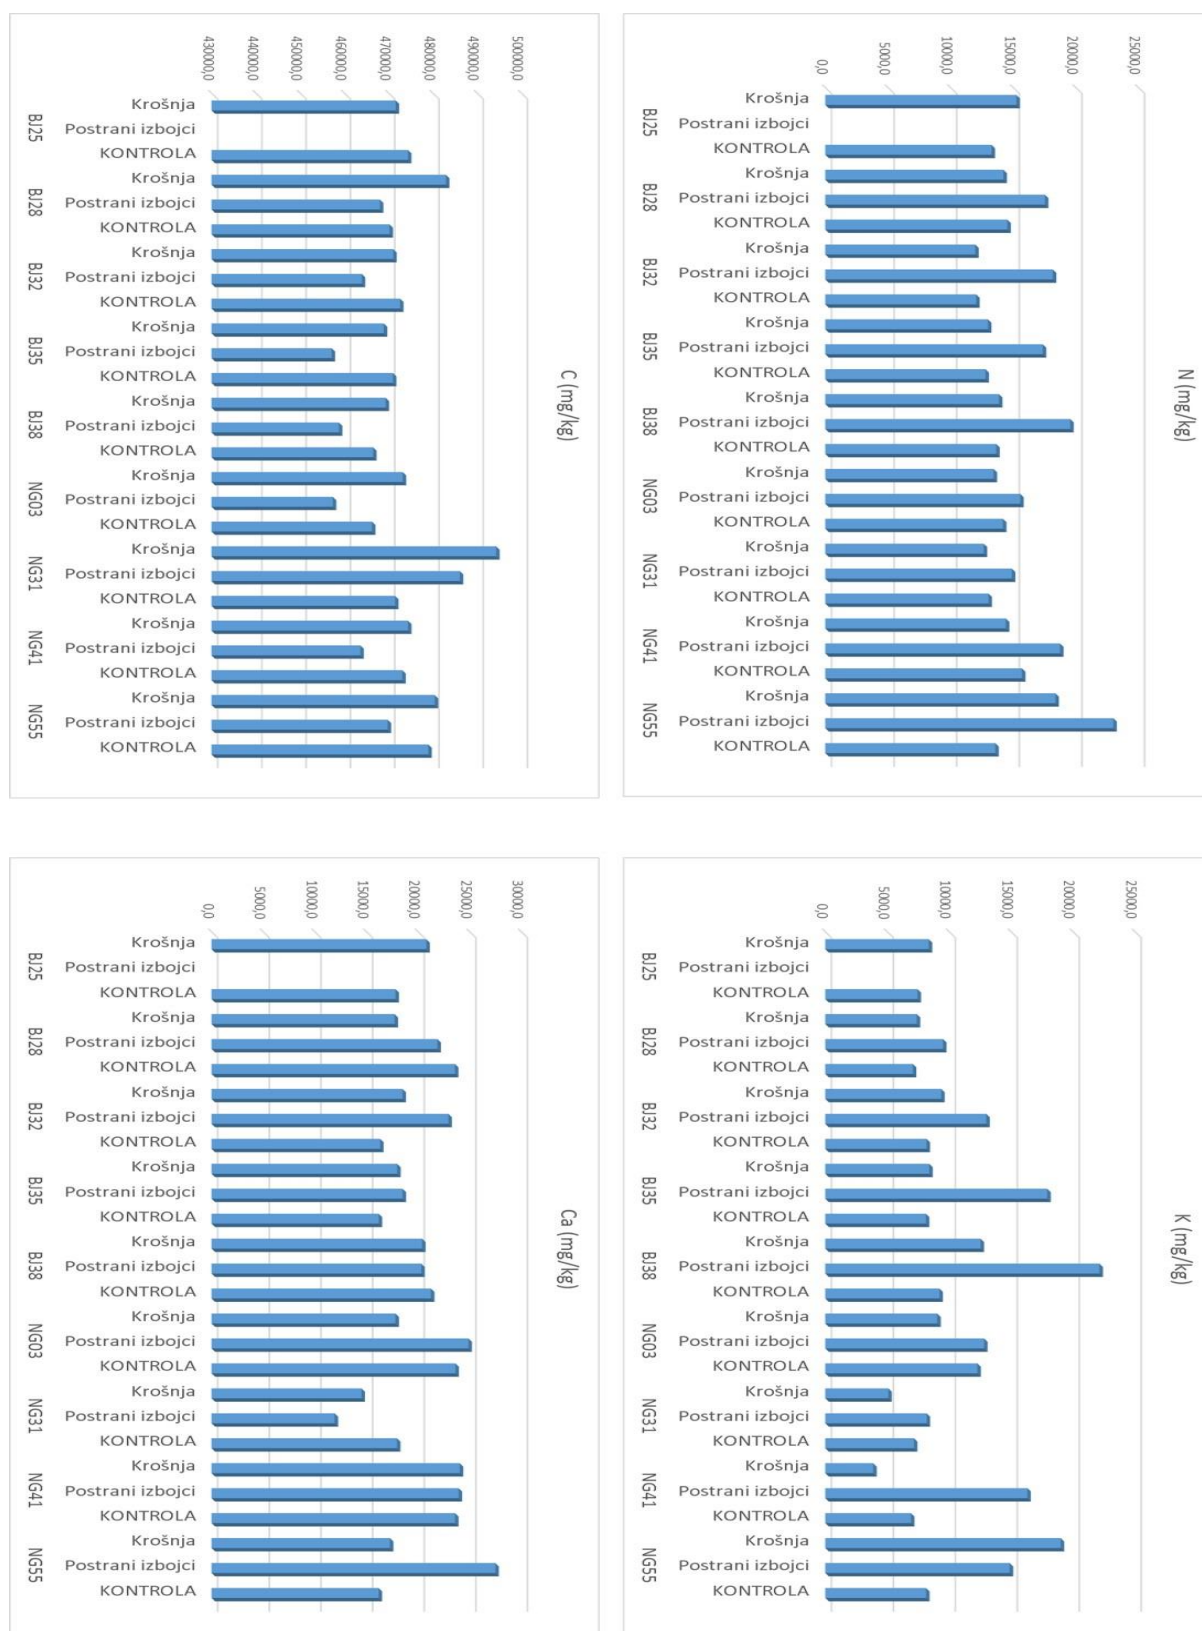 N (mg/kg)
25000,0
20000,0
15000,0
10000,0
5000,0
0,0
Krošnja
Postrani izbojci
KONTROLA
Krošnja
Postrani izbojci
KONTROLA
Krošnja
Postrani izbojci
KONTROLA
Krošnja
Postrani izbojci
KONTROLA
Krošnja
Postrani izbojci
KONTROLA
Krošnja
Postrani izbojci
KONTROLA
Krošnja
Postrani izbojci
KONTROLA
Krošnja
Postrani izbojci
KONTROLA
Krošnja
Postrani izbojci
KONTROLA
BJ25 BJ28 BJ32 BJ35 BJ38 NG03 NG31 NG41 NG55
K (mg/kg)
25000,0
20000,0
15000,0
10000,0
5000,0
0,0
Krošnja
Postrani izbojci
KONTROLA
Krošnja
Postrani izbojci
KONTROLA
Krošnja
Postrani izbojci
KONTROLA
Krošnja
Postrani izbojci
KONTROLA
Krošnja
Postrani izbojci
KONTROLA
Krošnja
Postrani izbojci
KONTROLA
Krošnja
Postrani izbojci
KONTROLA
Krošnja
Postrani izbojci
KONTROLA
Krošnja
Postrani izbojci
KONTROLA
BJ25 BJ28 BJ32 BJ35 BJ38 NG03 NG31 NG41 NG55
C (mg/kg)
500000,0
490000,0
480000,0
470000,0
460000,0
450000,0
440000,0
430000,0
Krošnja
Postrani izbojci
KONTROLA
Krošnja
Postrani izbojci
KONTROLA
Krošnja
Postrani izbojci
KONTROLA
Krošnja
Postrani izbojci
KONTROLA
Krošnja
Postrani izbojci
KONTROLA
Krošnja
Postrani izbojci
KONTROLA
Krošnja
Postrani izbojci
KONTROLA
Krošnja
Postrani izbojci
KONTROLA
Krošnja
Postrani izbojci
KONTROLA
BJ25 BJ28 BJ32 BJ35 BJ38 NG03 NG31 NG41 NG55
Ca (mg/kg)
30000,0
25000,0
20000,0
15000,0
10000,0
5000,0
0,0
Krošnja
Postrani izbojci
KONTROLA
Krošnja
Postrani izbojci
KONTROLA
Krošnja
Postrani izbojci
KONTROLA
Krošnja
Postrani izbojci
KONTROLA
Krošnja
Postrani izbojci
KONTROLA
Krošnja
Postrani izbojci
KONTROLA
Krošnja
Postrani izbojci
KONTROLA
Krošnja
Postrani izbojci
KONTROLA
Krošnja
Postrani izbojci
KONTROLA
BJ25 BJ28 BJ32 BJ35 BJ38 NG03 NG31 NG41 NG55